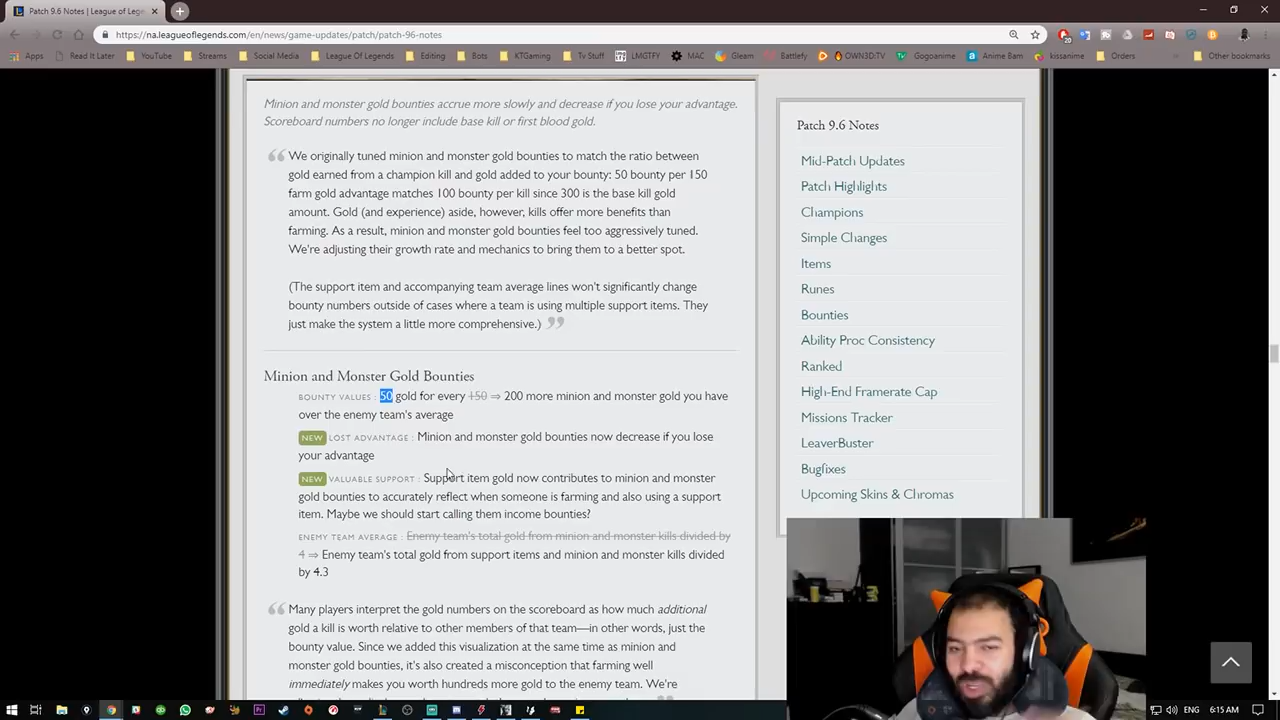 Patch 9.6 Notes | League of Lege
https://na.leagueoflegends.com/en/news/game-updates/patch/patch-96-notes
Apps
Read It Later
YouTube
Streams
Social Media
League Of Legends
Editing
Bots
KTGaming
Tv Stuff
LMGTFY
MAC
Gleam
Battlefy
OWN3D:TV
Gogoanime
Anime Bam
kissanime
Orders
Other bookmarks
Minion and monster gold bounties accrue more slowly and decrease if you lose your advantage.
Scoreboard numbers no longer include base kill or first blood gold.
We originally tuned minion and monster gold bounties to match the ratio between
gold earned from a champion kill and gold added to your bounty: 50 bounty per 150
farm gold advantage matches 100 bounty per kill since 300 is the base kill gold
amount. Gold (and experience) aside, however, kills offer more benefits than
farming. As a result, minion and monster gold bounties feel too aggressively tuned.
We're adjusting their growth rate and mechanics to bring them to a better spot.
(The support item and accompanying team average lines won't significantly change
bounty numbers outside of cases where a team is using multiple support items. They
just make the system a little more comprehensive.)
Minion and Monster Gold Bounties
BOUNTY VALUES : 50 gold for every 150 ⇒ 200 more minion and monster gold you have
over the enemy team's average
NEW LOST ADVANTAGE : Minion and monster gold bounties now decrease if you lose
your advantage
NEW VALUABLE SUPPORT : Support item gold now contributes to minion and monster
gold bounties to accurately reflect when someone is farming and also using a support
item. Maybe we should start calling them income bounties?
ENEMY TEAM AVERAGE : Enemy team's total gold from minion and monster kills divided by
4 ⇒ Enemy team's total gold from support items and minion and monster kills divided
by 4.3
Many players interpret the gold numbers on the scoreboard as how much additional
gold a kill is worth relative to other members of that team—in other words, just the
bounty value. Since we added this visualization at the same time as minion and
monster gold bounties, it's also created a misconception that farming well
immediately makes you worth hundreds more gold to the enemy team. We're
Patch 9.6 Notes
Mid-Patch Updates
Patch Highlights
Champions
Simple Changes
Items
Runes
Bounties
Ability Proc Consistency
Ranked
High-End Framerate Cap
Missions Tracker
LeaverBuster
Bugfixes
Upcoming Skins & Chromas
ENG
6:15 AM